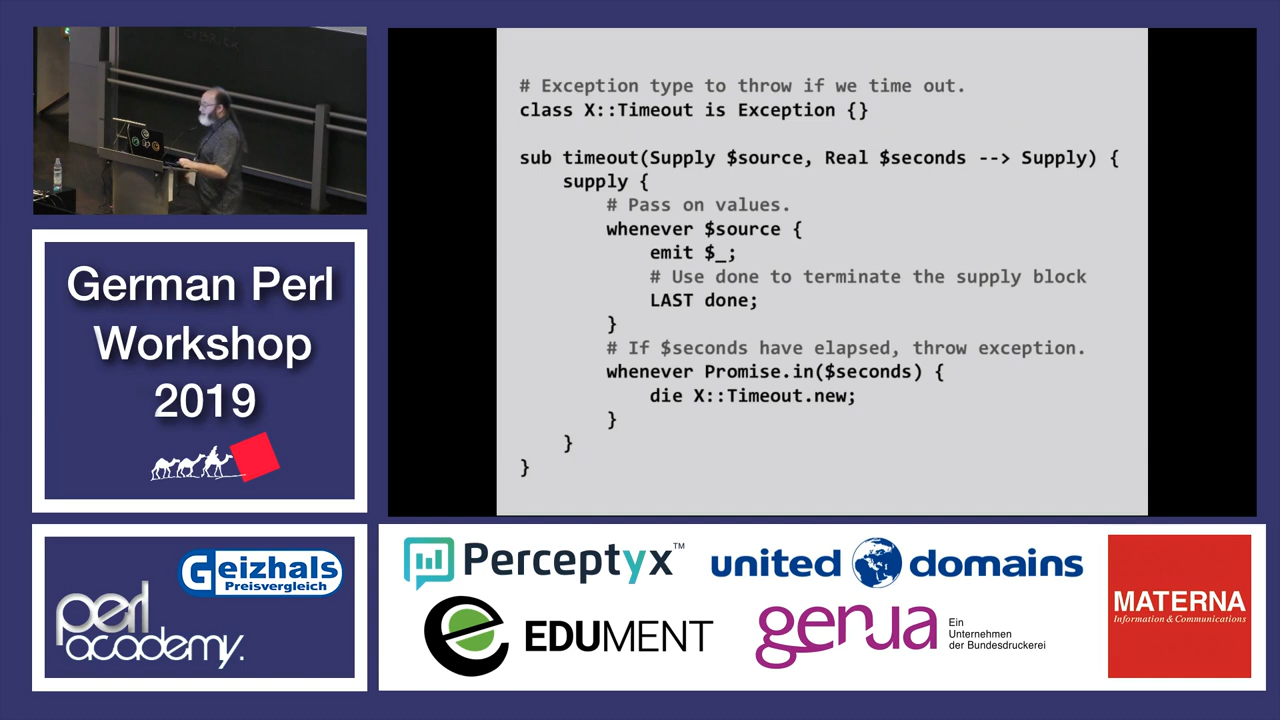 # Exception type to throw if we time out.
class X::Timeout is Exception {}
sub timeout(Supply $source, Real $seconds --> Supply) {
    supply {
        # Pass on values.
        whenever $source {
            emit $_;
            # Use done to terminate the supply block
            LAST done;
        }
        # If $seconds have elapsed, throw exception.
        whenever Promise.in($seconds) {
            die X::Timeout.new;
        }
    }
}
German Perl
Workshop
2019
Geizhals
Preisvergleich
perl
academy.
Perceptyx™
united domains
EDUMENT
genua
Ein
Unternehmen
der Bundesdruckerei
MATERNA
Information & Communications